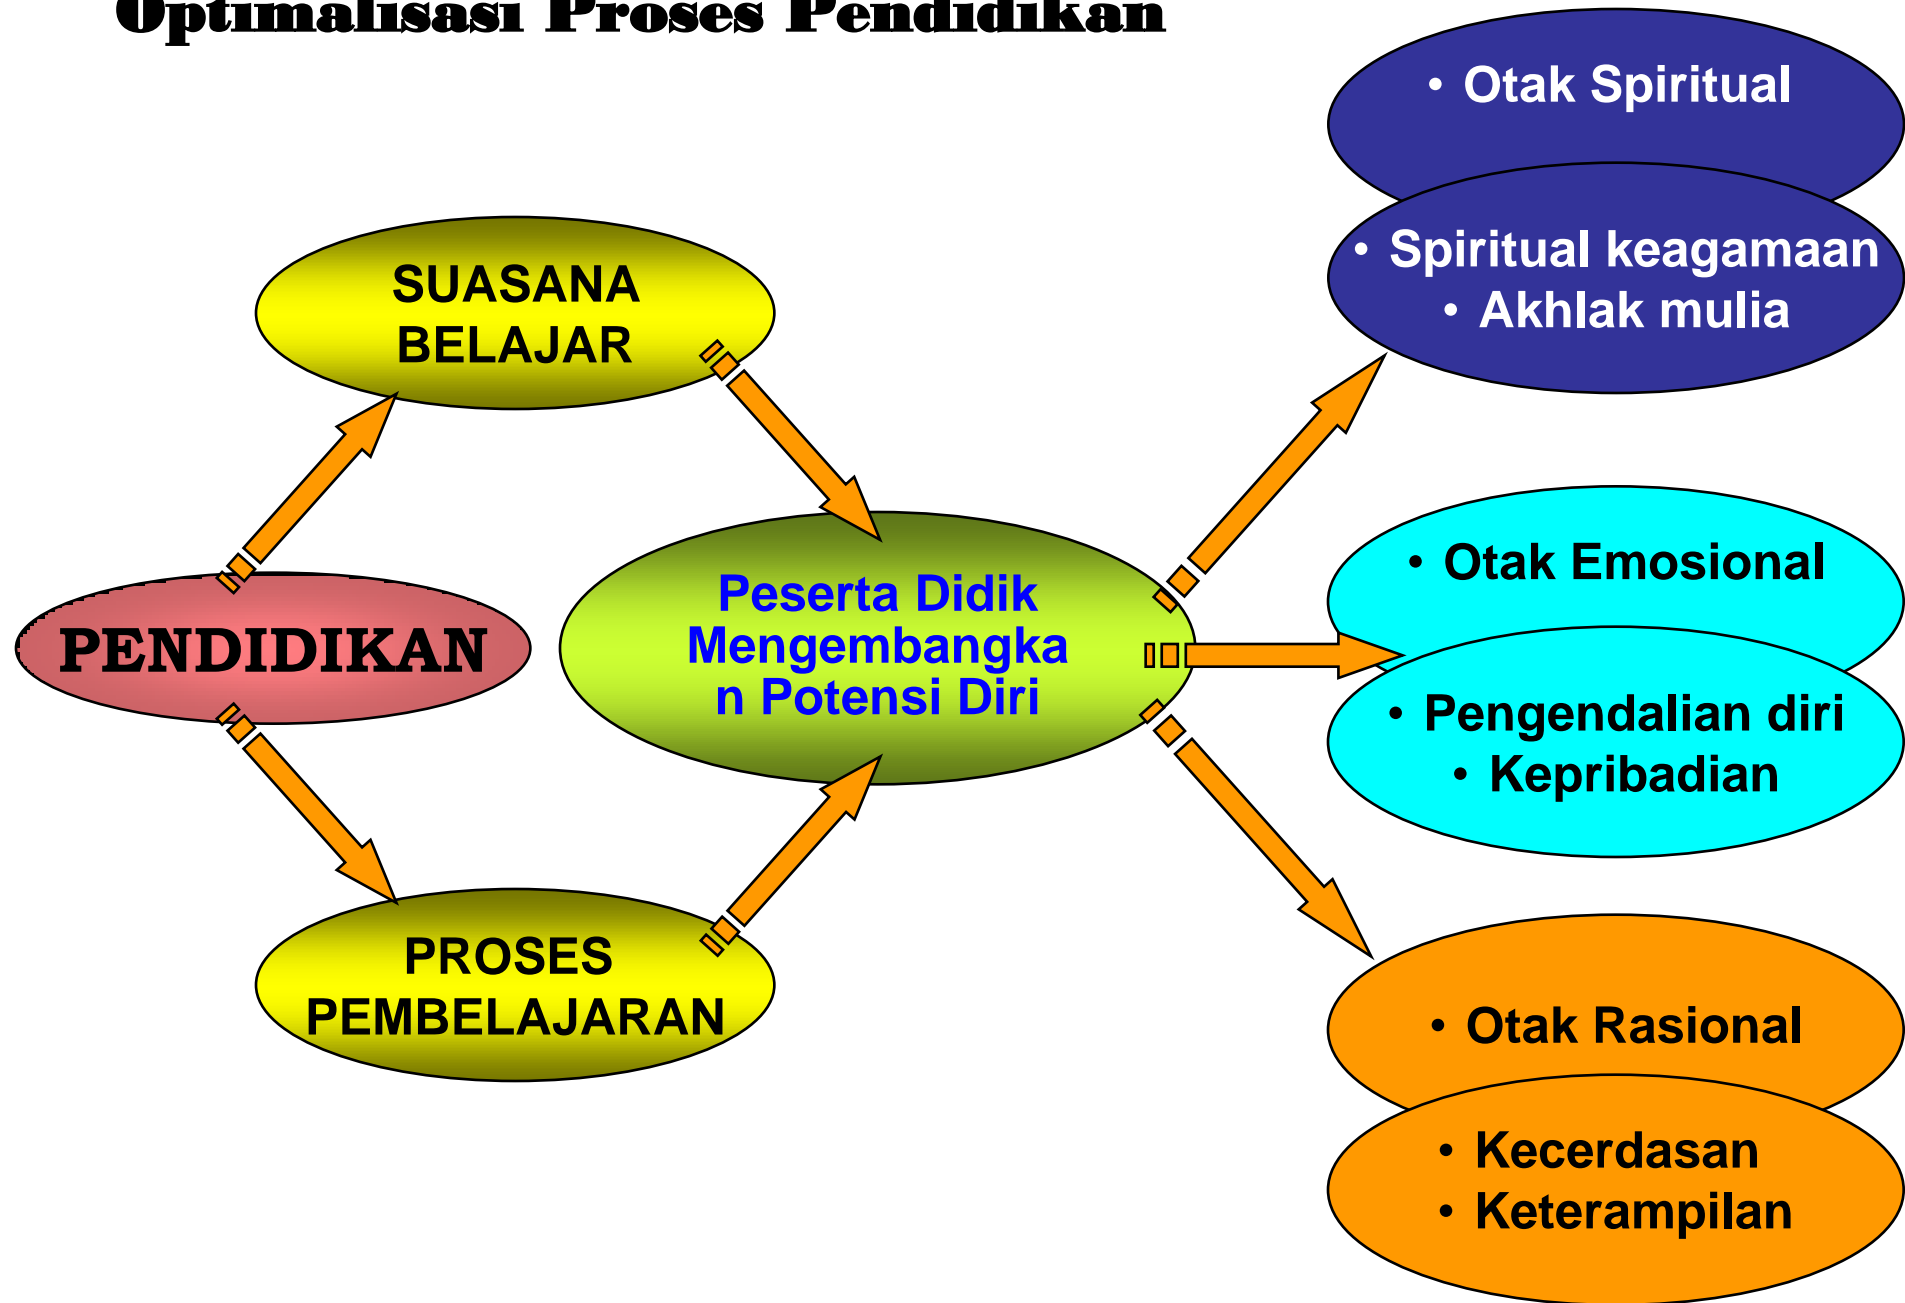 Optimalisasi Proses Pendidikan
• Otak Spiritual
• Spiritual keagamaan
• Akhlak mulia
SUASANA
BELAJAR
• Otak Emosional
• Pengendalian diri
• Kepribadian
PENDIDIKAN
Peserta Didik
Mengembangka
n Potensi Diri
PROSES
PEMBELAJARAN
• Otak Rasional
• Kecerdasan
• Keterampilan